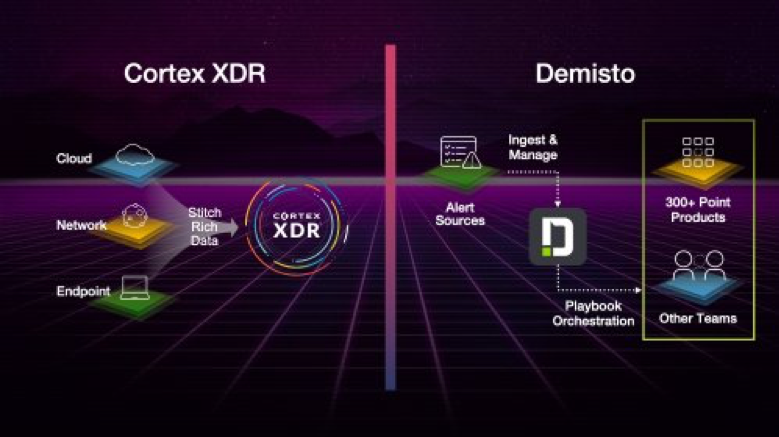 Cortex XDR
Cloud
Network
Endpoint
Stitch
Rich
Data
CORTEX
XDR
Demisto
Ingest &
Manage
Alert
Sources
D
Playbook
Orchestration
300+ Point
Products
Other Teams